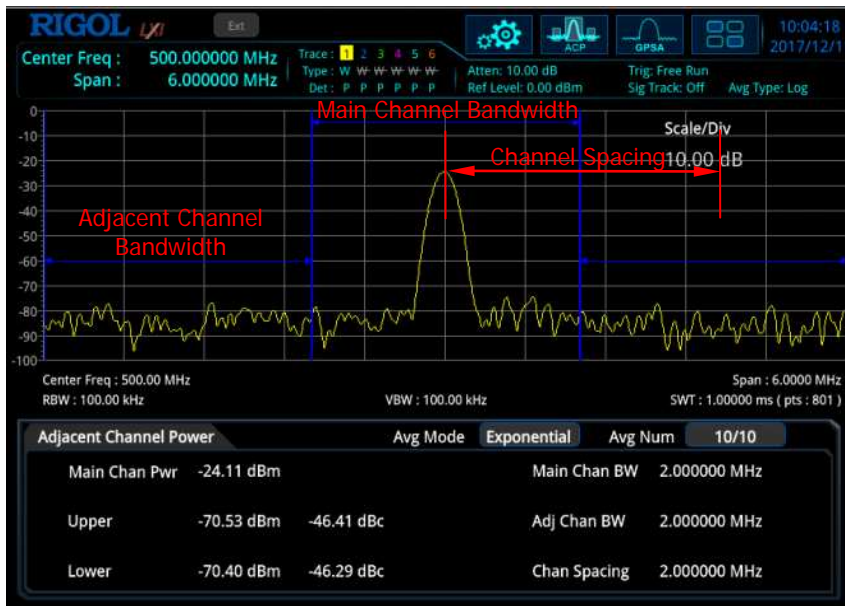 RIGOL LXI Ext ACP GPSA 10:04:18
2017/12/1
Center Freq : 500.000000 MHz
Span : 6.000000 MHz
Trace : 1 2 3 4 5 6
Type : W W W W W W
Det : P P P P P P
Atten: 10.00 dB Trig: Free Run
Ref Level: 0.00 dBm Sig Track: Off Avg Type: Log
Main Channel Bandwidth
Scale/Div
10.00 dB
Channel Spacing
Adjacent Channel
Bandwidth
0
-10
-20
-30
-40
-50
-60
-70
-80
-90
-100
Center Freq : 500.00 MHz Span : 6.0000 MHz
RBW : 100.00 kHz VBW : 100.00 kHz SWT : 1.00000 ms ( pts : 801 )
Adjacent Channel Power Avg Mode Exponential Avg Num 10/10
Main Chan Pwr -24.11 dBm Main Chan BW 2.000000 MHz
Upper -70.53 dBm -46.41 dBc Adj Chan BW 2.000000 MHz
Lower -70.40 dBm -46.29 dBc Chan Spacing 2.000000 MHz